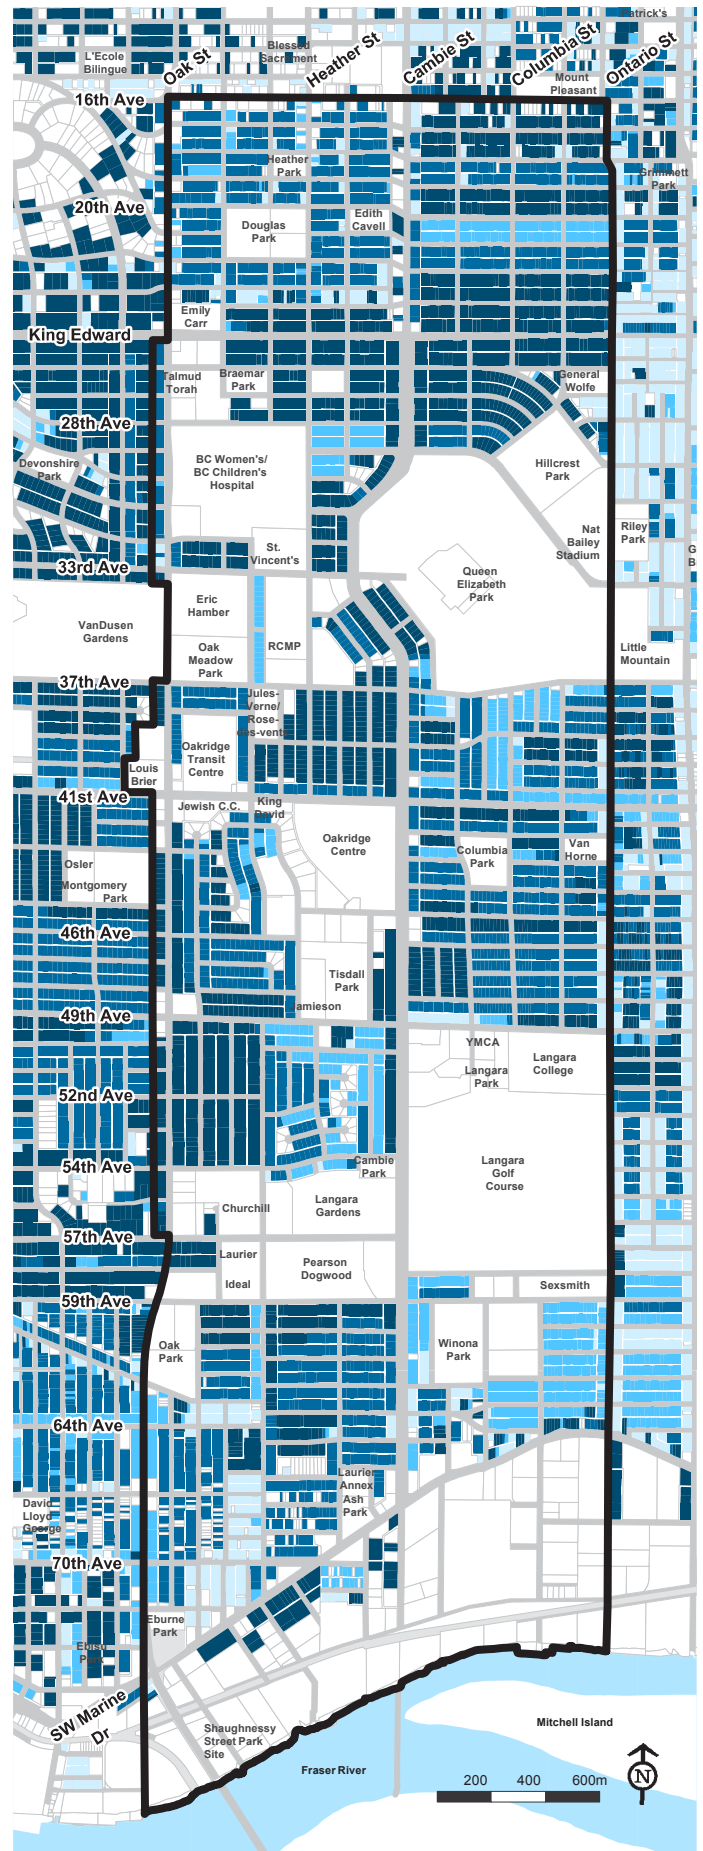 Patrick's
L'Ecole
Bilingue
Blessed
Sacrament
Oak St
Heather St
Cambie St
Columbia St
Ontario St
Mount
Pleasant
16th Ave
Heather
Park
Grimmett
Park
20th Ave
Douglas
Park
Edith
Cavell
Emily
Carr
King Edward
Talmud
Torah
Braemar
Park
General
Wolfe
28th Ave
Devonshire
Park
BC Women's/
BC Children's
Hospital
Hillcrest
Park
Nat
Bailey
Stadium
Riley
Park
G
B
St.
Vincent's
33rd Ave
Queen
Elizabeth
Park
Eric
Hamber
VanDusen
Gardens
Oak
Meadow
Park
RCMP
Little
Mountain
37th Ave
Jules-
Verne/
Rose-
des-vents
Oakridge
Transit
Centre
Louis
Brier
41st Ave
Jewish C.C.
King
David
Oakridge
Centre
Columbia
Park
Van
Horne
Osler
Montgomery
Park
46th Ave
Tisdall
Park
Jamieson
49th Ave
YMCA
Langara
Park
Langara
College
52nd Ave
54th Ave
Cambie
Park
Langara
Golf
Course
Churchill
Langara
Gardens
57th Ave
Laurier
Ideal
Pearson
Dogwood
Sexsmith
59th Ave
Oak
Park
Winona
Park
64th Ave
Laurier
Annex
Ash
Park
David
Lloyd
George
70th Ave
Eburne
Park
Ebisu
Park
SW Marine
Dr
Shaughnessy
Street Park
Site
Mitchell Island
Fraser River
200 400 600m
N